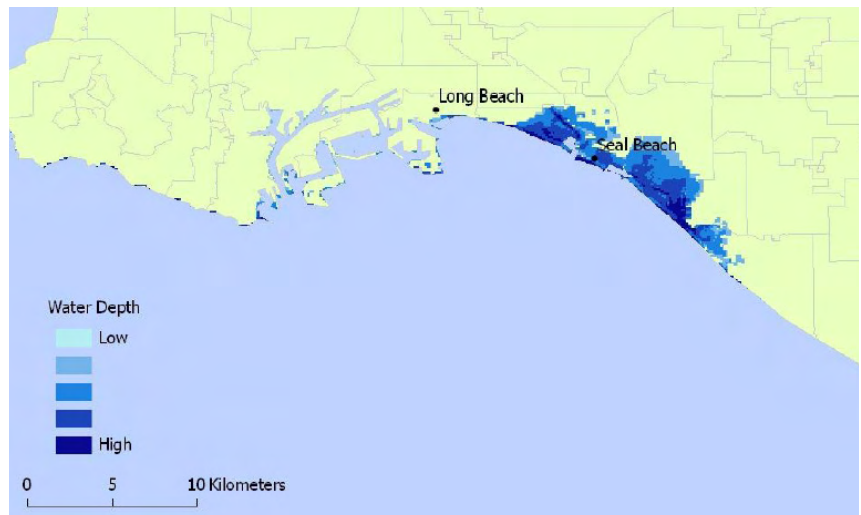 Long Beach
Seal Beach
Water Depth
Low
High
0 5 10 Kilometers